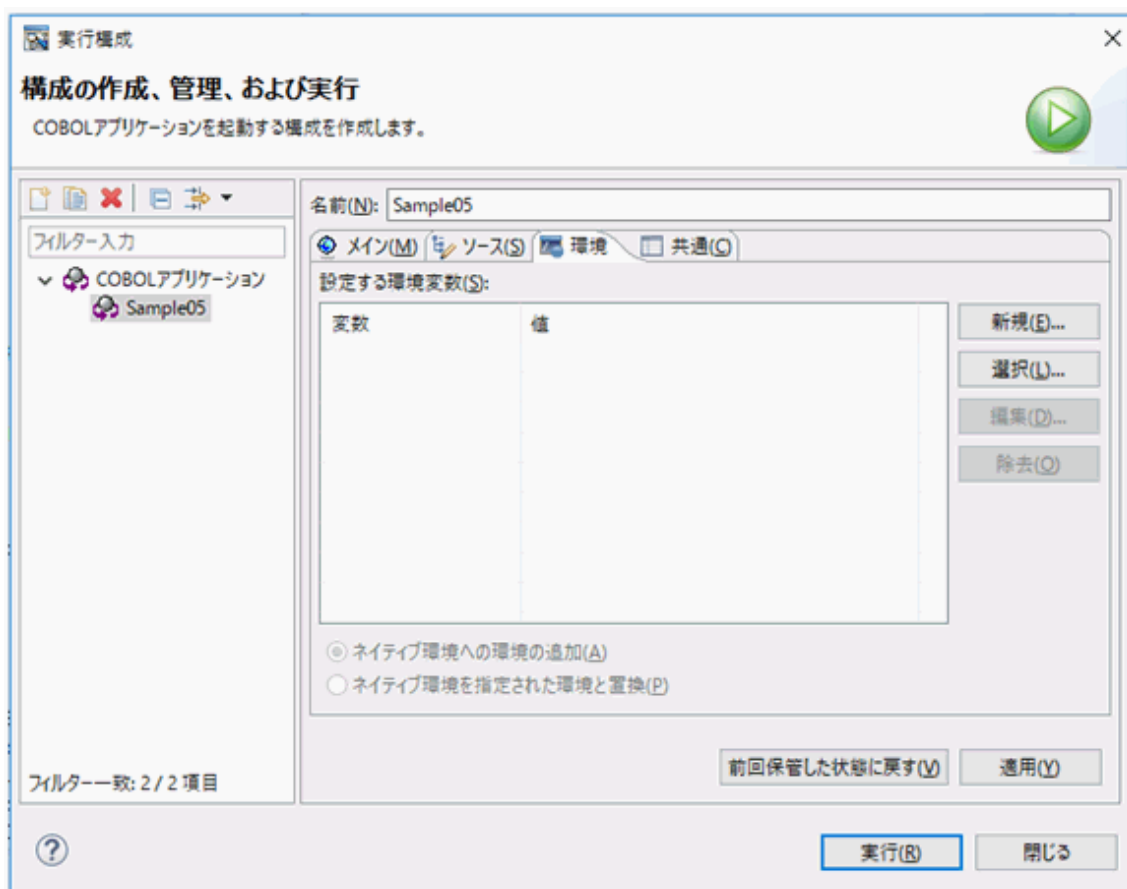 実行構成
構成の作成、管理、および実行
COBOLアプリケーションを起動する構成を作成します。
フィルター入力
COBOLアプリケーション
Sample05
フィルター一致: 2 / 2 項目
名前(N): Sample05
メイン(M) ソース(S) 環境 共通(C)
設定する環境変数(S):
変数 値
新規(E)...
選択(L)...
編集(D)...
除去(O)
ネイティブ環境への環境の追加(A)
ネイティブ環境を指定された環境と置換(P)
前回保管した状態に戻す(V) 適用(Y)
実行(R) 閉じる